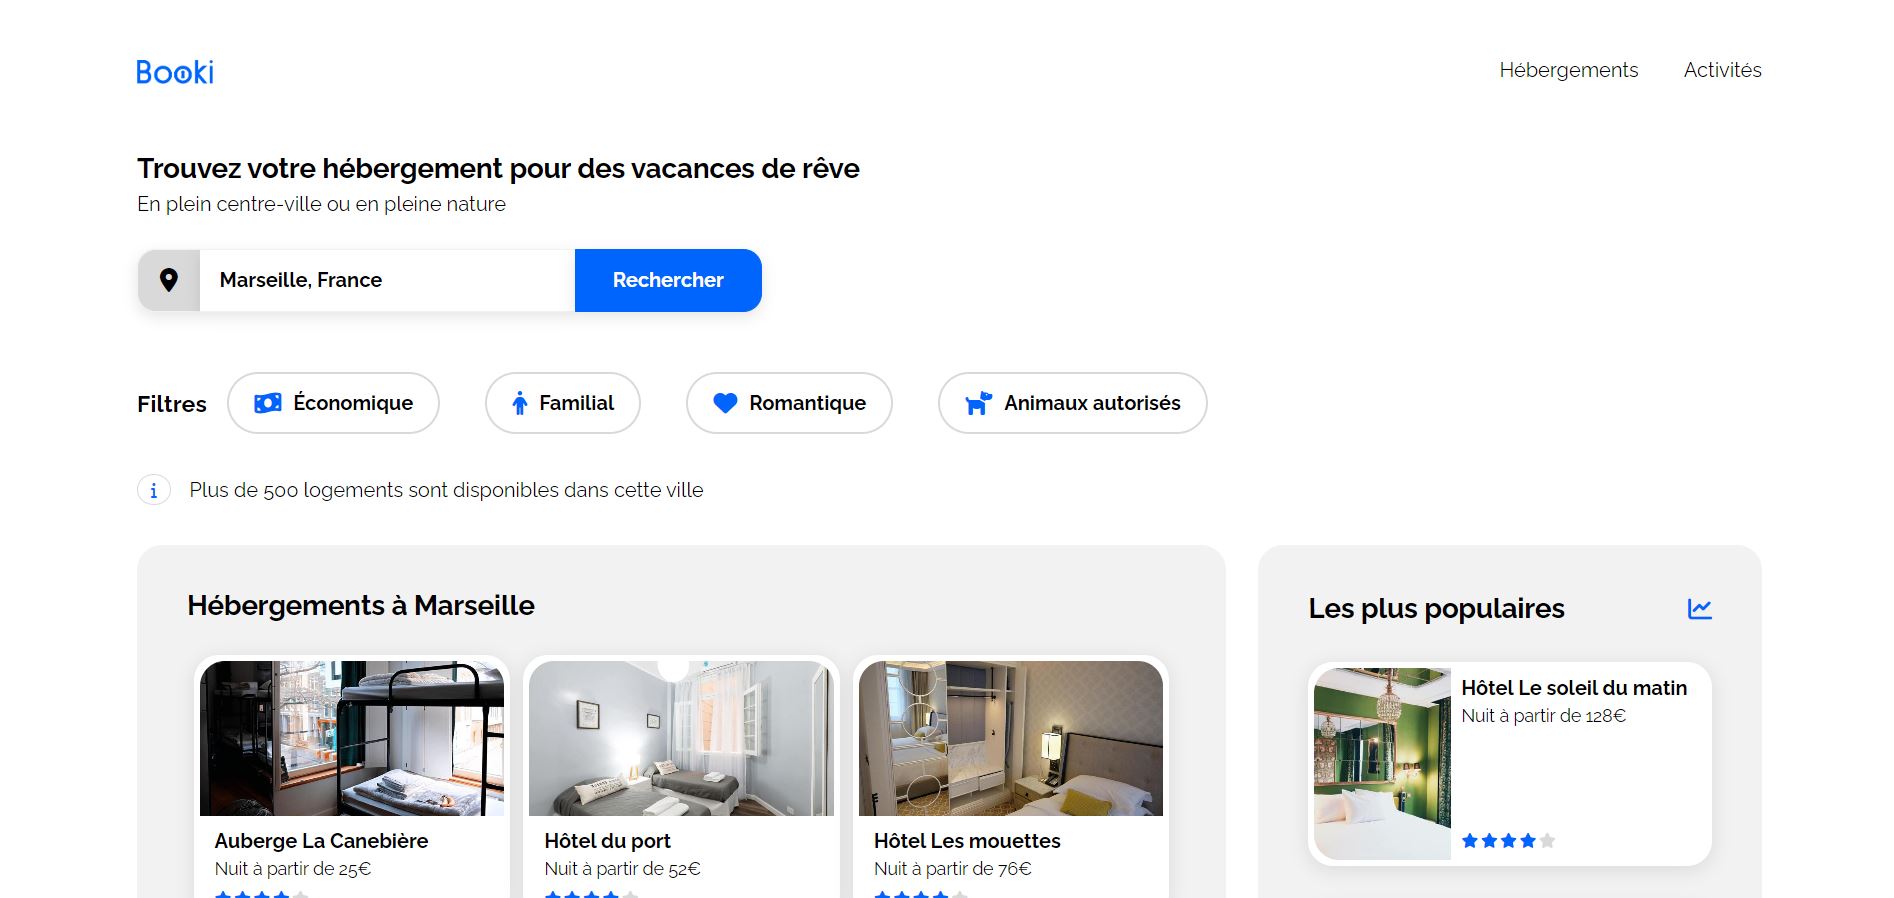 Booki
Hébergements
Activités
Trouvez votre hébergement pour des vacances de rêve
En plein centre-ville ou en pleine nature
Marseille, France
Rechercher
Filtres
Économique
Familial
Romantique
Animaux autorisés
Plus de 500 logements sont disponibles dans cette ville
Hébergements à Marseille
Auberge La Canebière
Nuit à partir de 25€
Hôtel du port
Nuit à partir de 52€
Hôtel Les mouettes
Nuit à partir de 76€
Les plus populaires
Hôtel Le soleil du matin
Nuit à partir de 128€